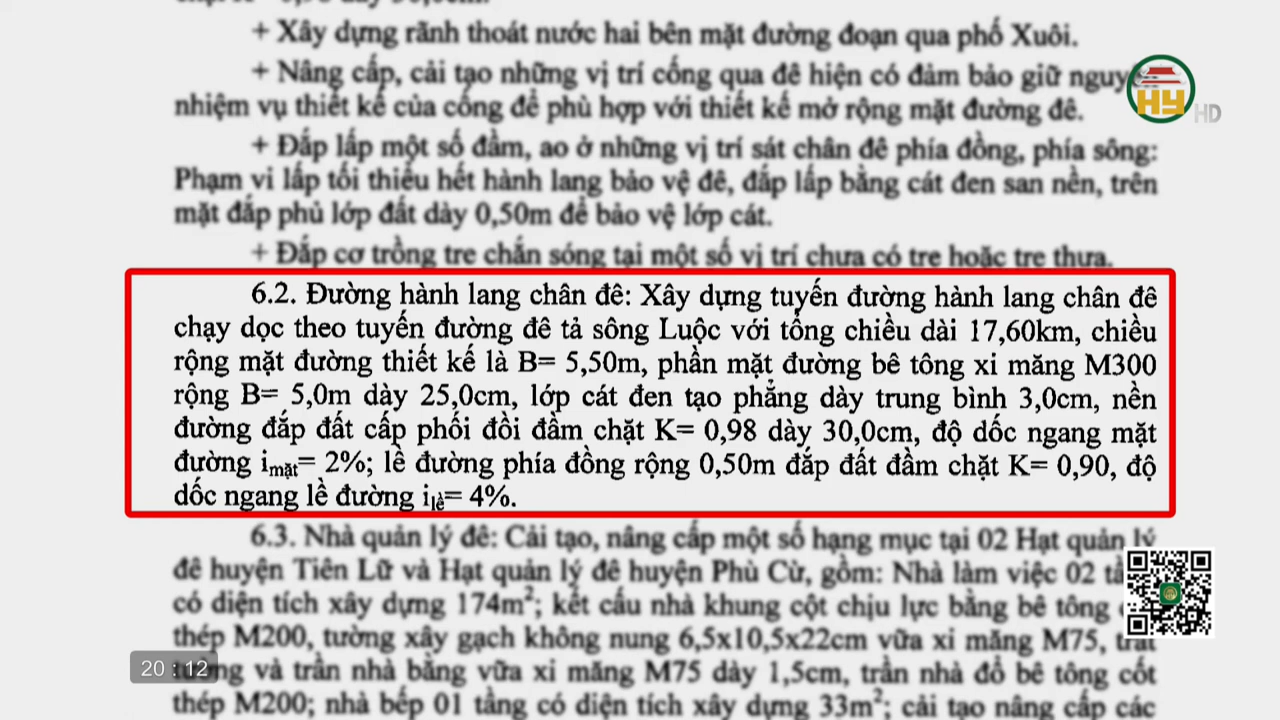 + Xây dựng rãnh thoát nước hai bên mặt đường đoạn qua phố Xuôi.
+ Nâng cấp, cải tạo những vị trí cống qua đê hiện có đảm bảo giữ
nhiệm vụ thiết kế của cống để phù hợp với thiết kế mở rộng mặt đường đê.
+ Đắp lấp một số đầm, ao ở những vị trí sát chân đê phía đồng, phía sông:
Phạm vi lấp tối thiểu hết hành lang bảo vệ đê, đắp lấp bằng cát đen san nền, trên
mặt đắp phủ lớp đất dày 0,50m để bảo vệ lớp cát.
+ Đắp cơ trồng tre chắn sóng tại một số vị trí chưa có tre hoặc tre thưa.
6.2. Đường hành lang chân đê: Xây dựng tuyến đường hành lang chân đê
chạy dọc theo tuyến đường đê tả sông Luộc với tổng chiều dài 17,60km, chiều
rộng mặt đường thiết kế là B= 5,50m, phần mặt đường bê tông xi măng M300
rộng B= 5,0m dày 25,0cm, lớp cát đen tạo phẳng dày trung bình 3,0cm, nền
đường đắp đất cấp phối đồi đầm chặt K= 0,98 dày 30,0cm, độ dốc ngang mặt
đường imặt= 2%; lề đường phía đồng rộng 0,50m đắp đất đầm chặt K= 0,90, độ
dốc ngang lề đường ilề= 4%.
6.3. Nhà quản lý đê: Cải tạo, nâng cấp một số hạng mục tại 02 Hạt quản lý
đê huyện Tiên Lữ và Hạt quản lý đê huyện Phù Cừ, gồm: Nhà làm việc 02
có diện tích xây dựng 174m²; kết cấu nhà khung cột chịu lực bằng bê tông
thép M200, tường xây gạch không nung 6,5x10,5x22cm vữa xi măng M75,
và trần nhà bằng vữa xi măng M75 dày 1,5cm, trần nhà đổ bê tông cốt
thép M200; nhà bếp 01 tầng có diện tích xây dựng 33m²; cải tạo nâng cấp các
HY HD
20 : 12